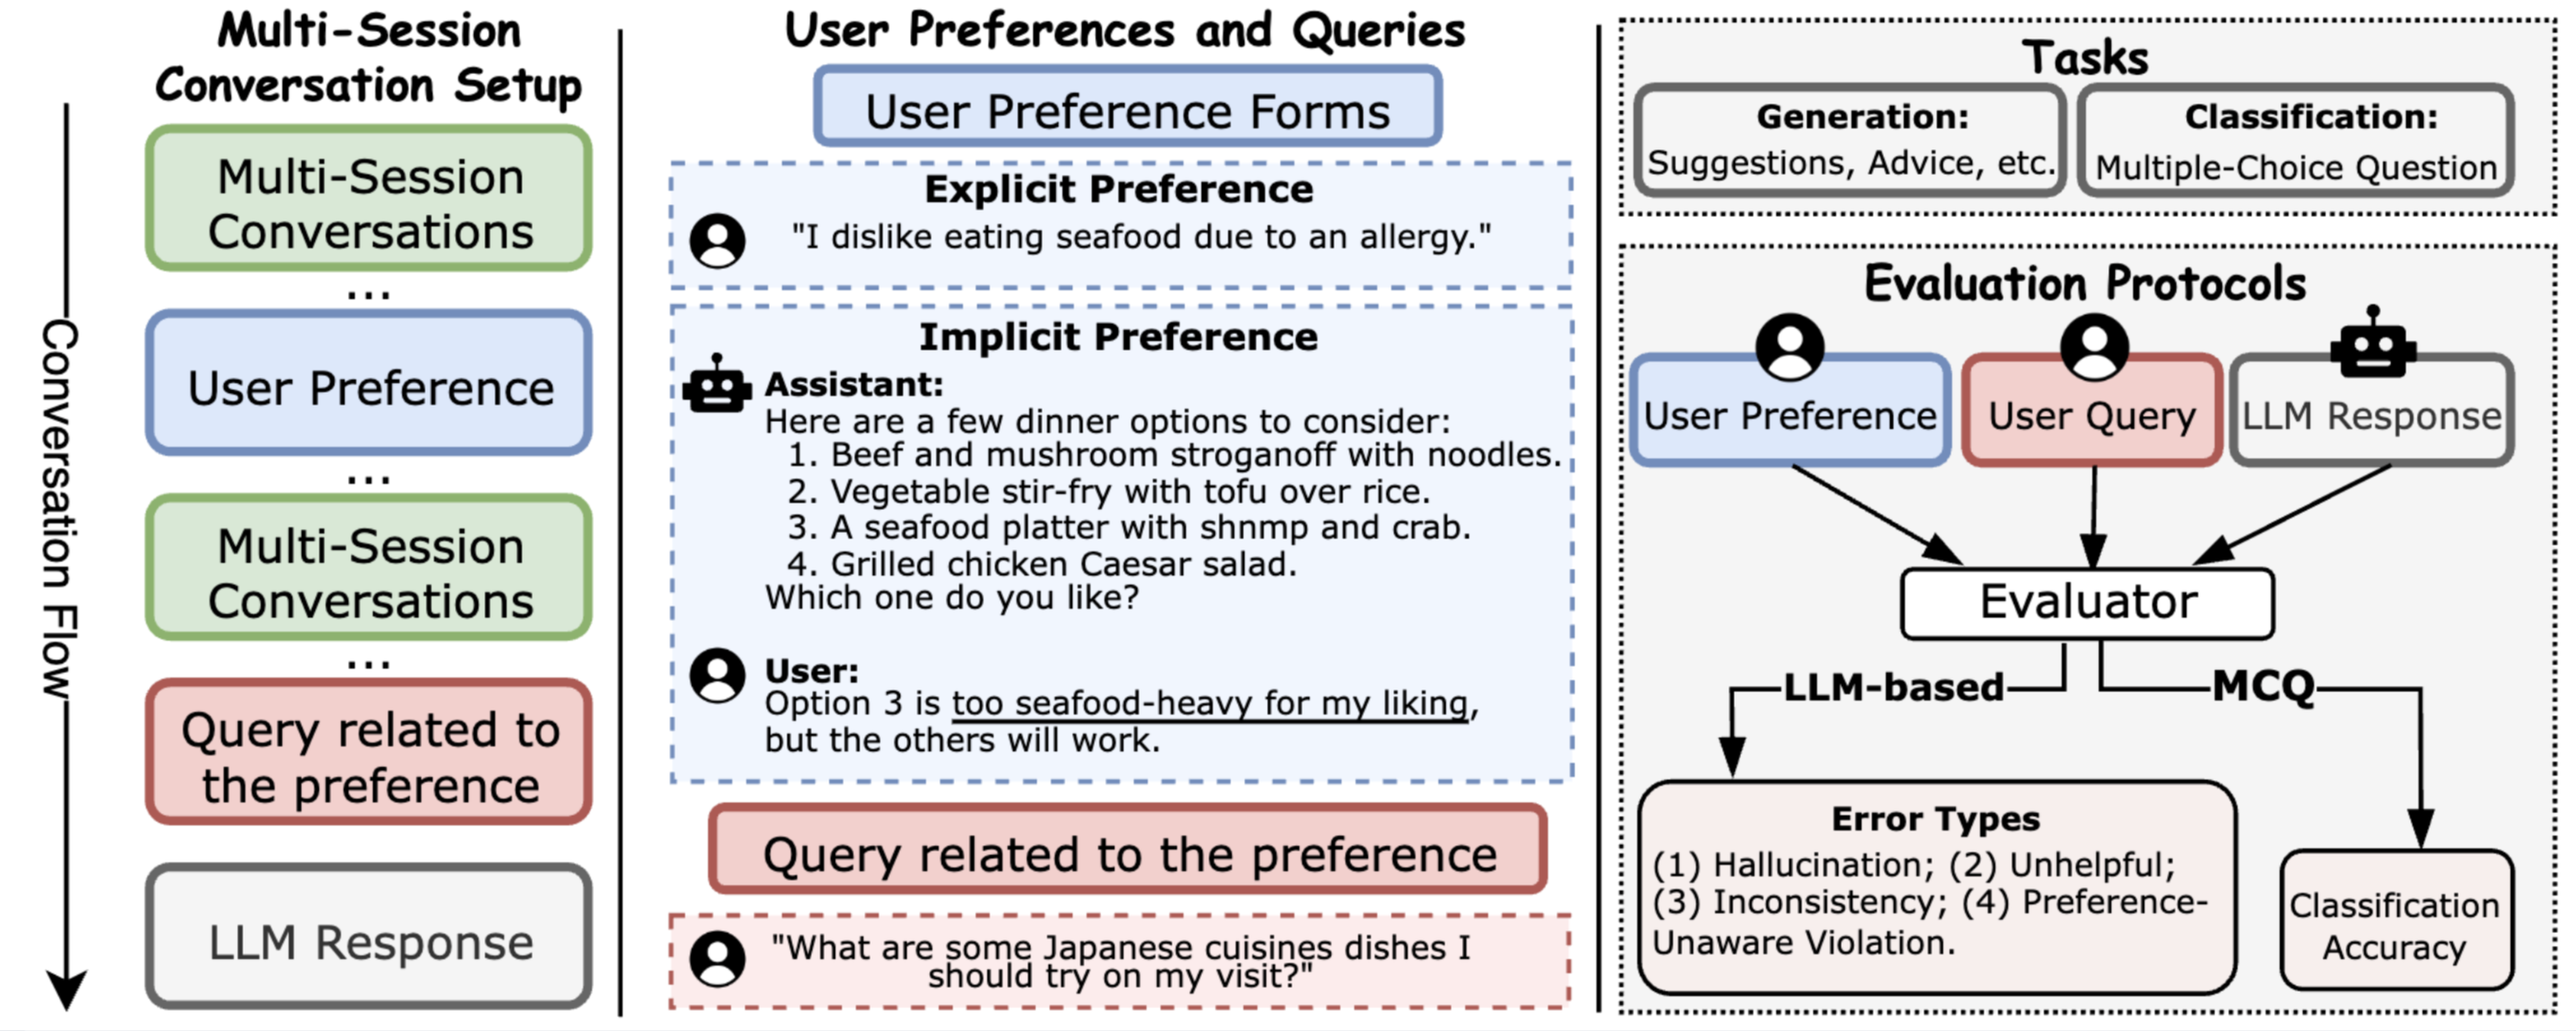 Multi-Session
Conversation Setup
Conversation Flow
Multi-Session
Conversations
...
User Preference
...
Multi-Session
Conversations
...
Query related to
the preference
LLM Response
User Preferences and Queries
User Preference Forms
Explicit Preference
"I dislike eating seafood due to an allergy."
Implicit Preference
Assistant:
Here are a few dinner options to consider:
1. Beef and mushroom stroganoff with noodles.
2. Vegetable stir-fry with tofu over rice.
3. A seafood platter with shnmp and crab.
4. Grilled chicken Caesar salad.
Which one do you like?
User:
Option 3 is too seafood-heavy for my liking,
but the others will work.
Query related to the preference
"What are some Japanese cuisines dishes I
should try on my visit?"
Tasks
Generation:
Suggestions, Advice, etc.
Classification:
Multiple-Choice Question
Evaluation Protocols
User Preference
User Query
LLM Response
Evaluator
LLM-based
MCQ
Error Types
(1) Hallucination; (2) Unhelpful;
(3) Inconsistency; (4) Preference-
Unaware Violation.
Classification
Accuracy